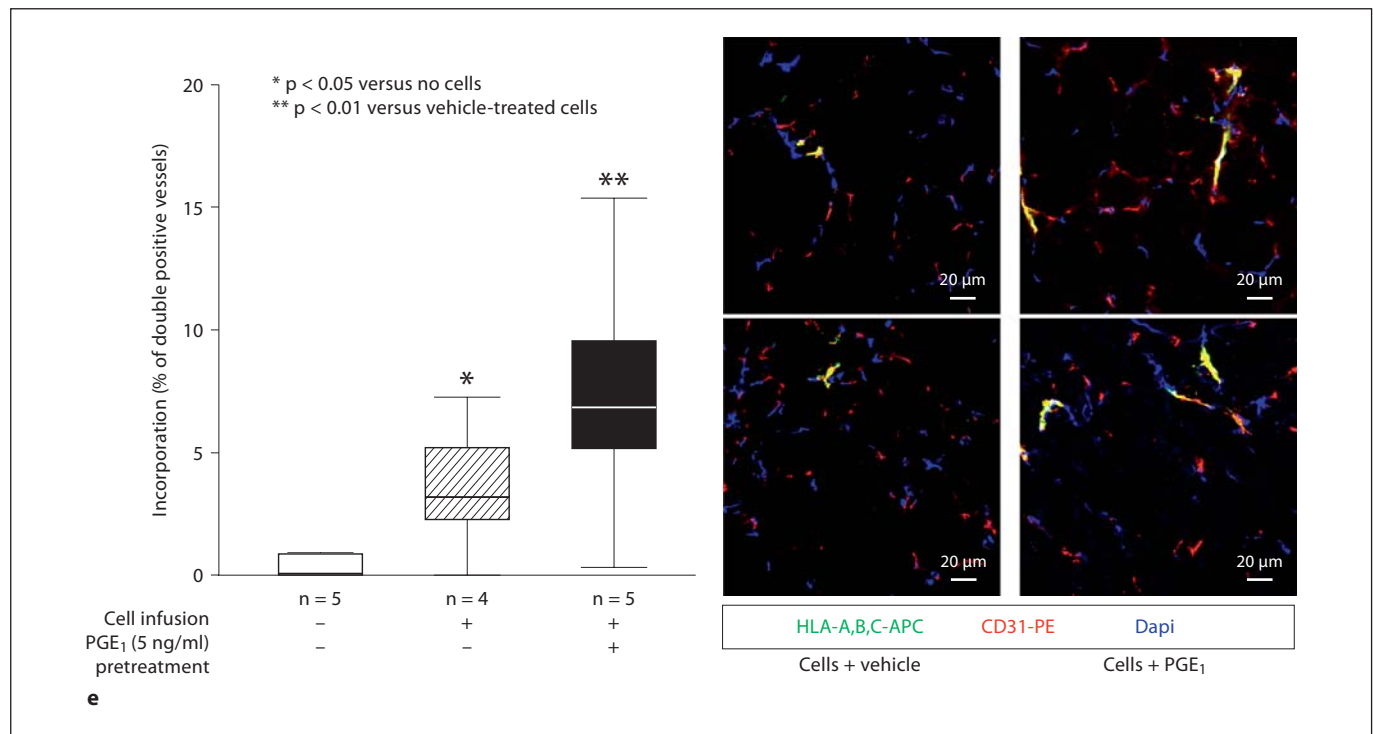 * p < 0.05 versus no cells
** p < 0.01 versus vehicle-treated cells
Incorporation (% of double positive vessels)
20
15
10
5
0
*
**
n = 5 n = 4 n = 5
Cell infusion – + +
PGE₁ (5 ng/ml) – – +
pretreatment
20 µm
20 µm
20 µm
20 µm
HLA-A,B,C-APC CD31-PE Dapi
Cells + vehicle Cells + PGE₁
e